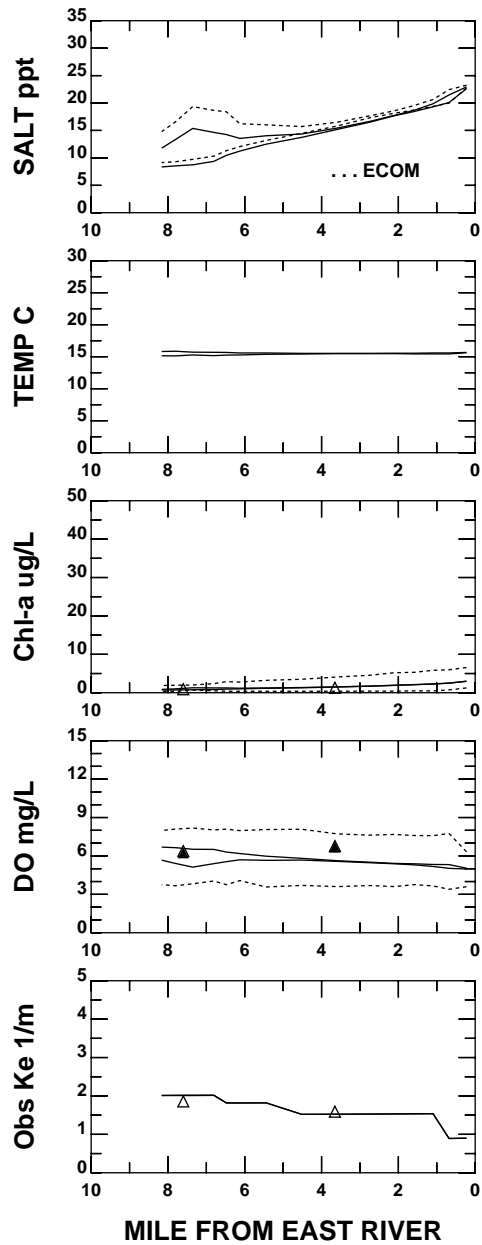 SALT ppt
35
30
25
20
15
10
5
0
. . . ECOM
10 8 6 4 2 0
TEMP C
30
25
20
15
10
5
0
10 8 6 4 2 0
Chl-a ug/L
50
40
30
20
10
0
10 8 6 4 2 0
DO mg/L
15
12
9
6
3
0
10 8 6 4 2 0
Obs Ke 1/m
5
4
3
2
1
0
10 8 6 4 2 0
MILE FROM EAST RIVER